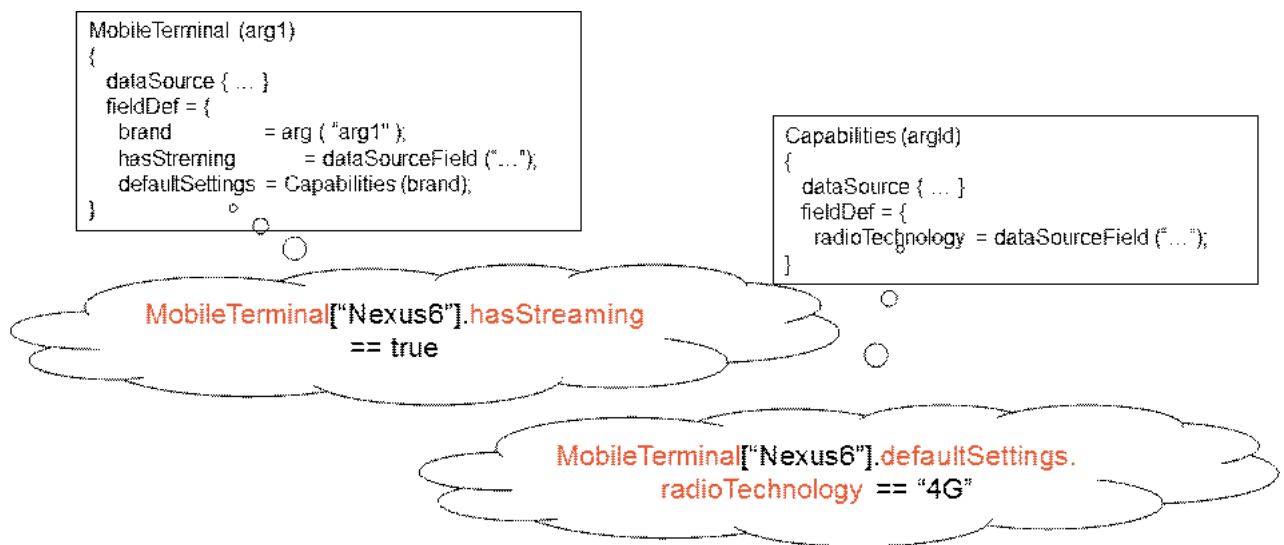 MobileTerminal (arg1)
{
dataSource { ... }
fieldDef = {
brand = arg ( "arg1" );
hasStreming = dataSourceField ("...");
defaultSettings = Capabilities (brand);
}
Capabilities (argId)
{
dataSource { ... }
fieldDef = {
radioTechnology = dataSourceField ("...");
}
MobileTerminal["Nexus6"].hasStreaming
== true
MobileTerminal["Nexus6"].defaultSettings.
radioTechnology == "4G"